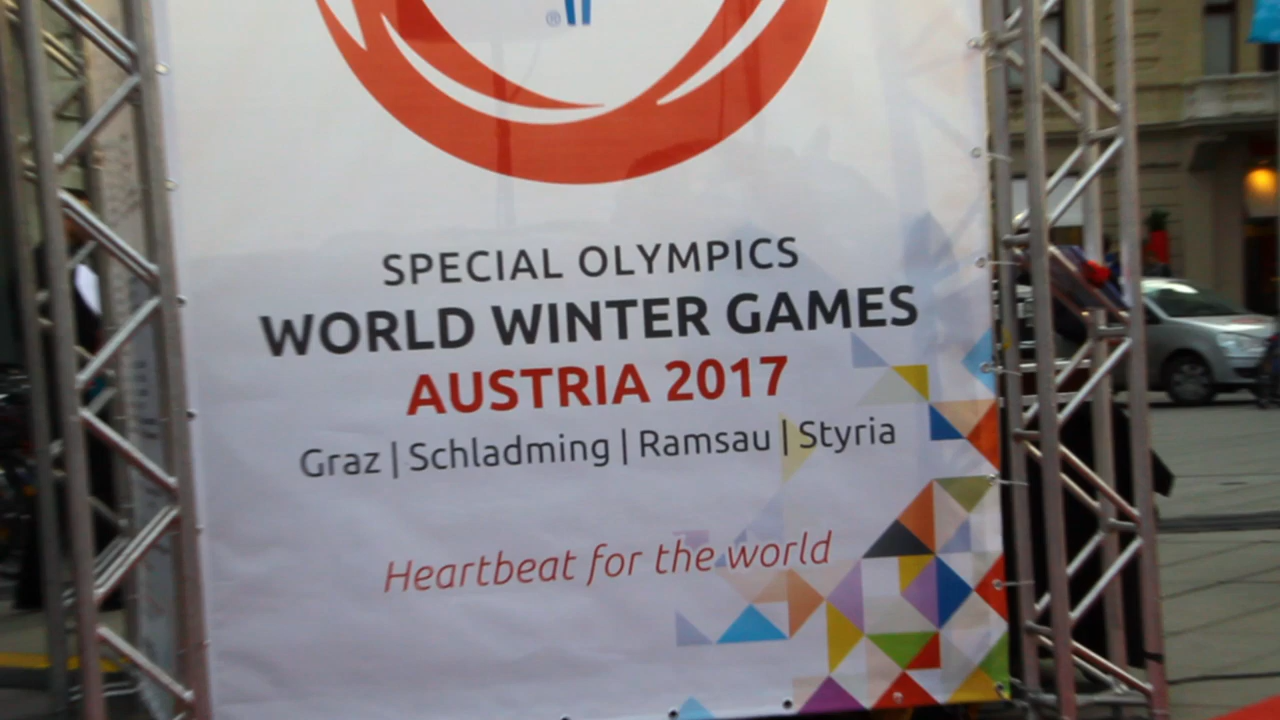 ®
SPECIAL OLYMPICS
WORLD WINTER GAMES
AUSTRIA 2017
Graz | Schladming | Ramsau | Styria
Heartbeat for the world